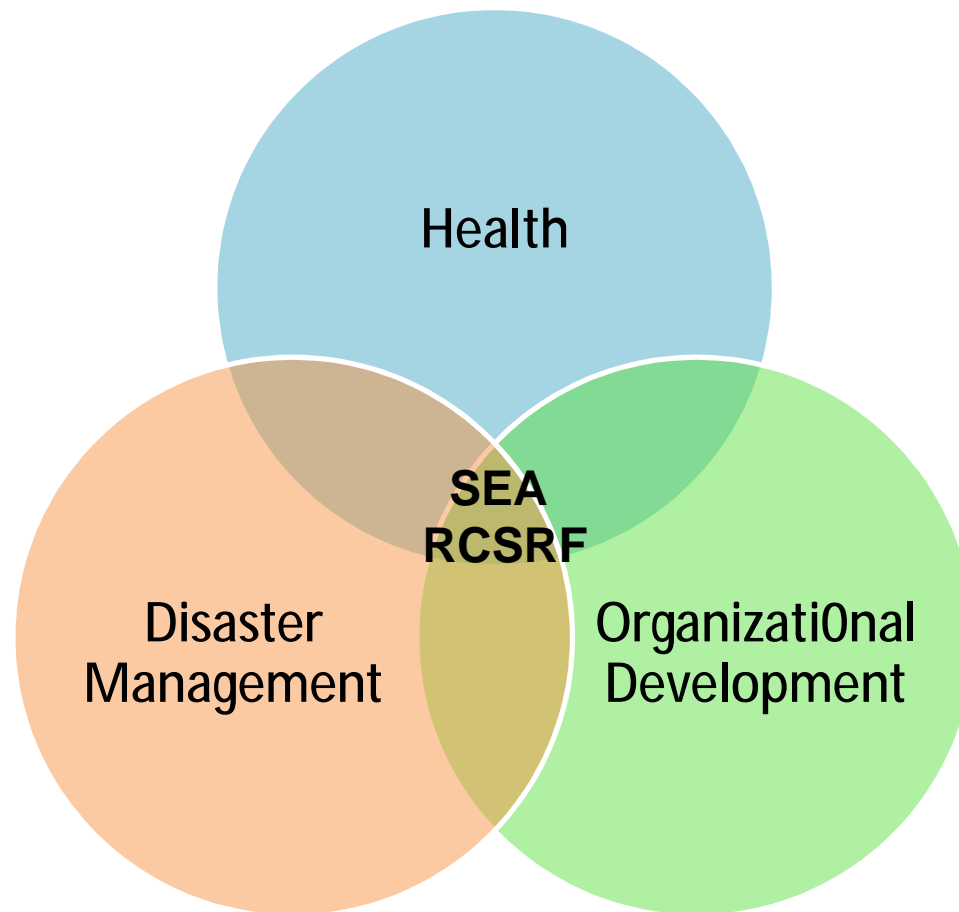 Health
SEA
RCSRF
Disaster
Management
Organizati0nal
Development